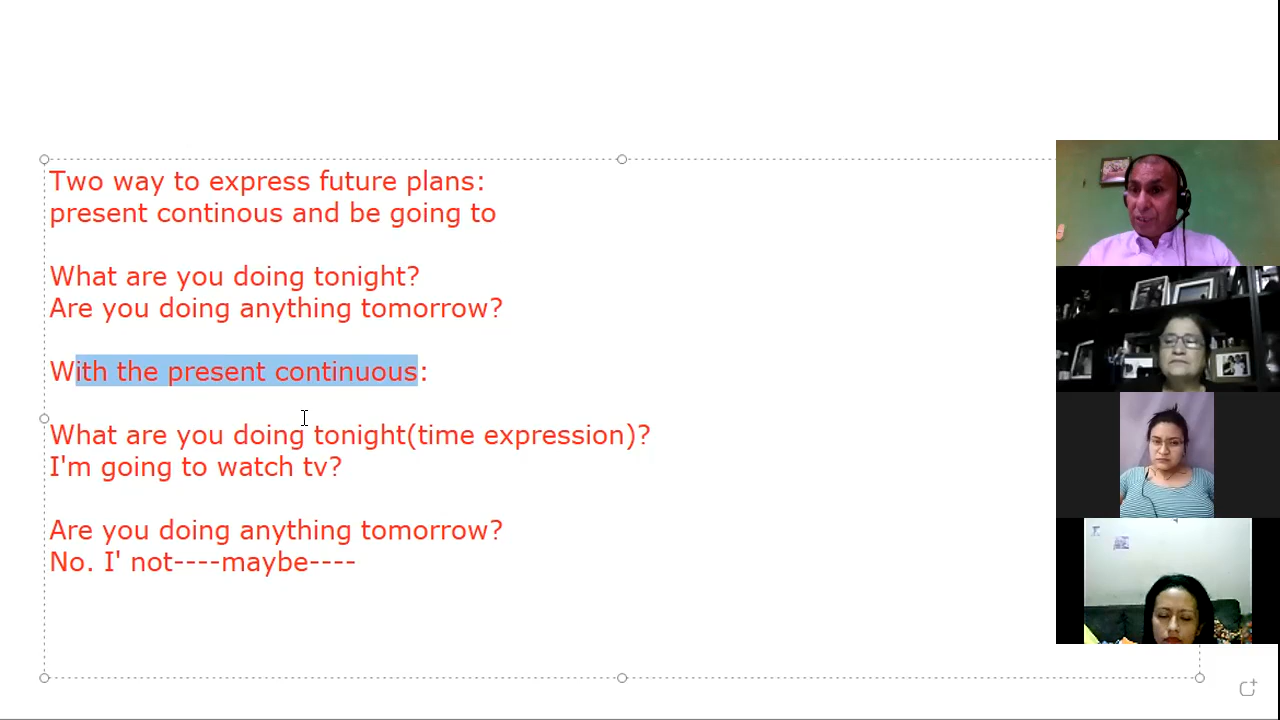 Two way to express future plans:
present continous and be going to
What are you doing tonight?
Are you doing anything tomorrow?
With the present continuous:
What are you doing tonight(time expression)?
I'm going to watch tv?
Are you doing anything tomorrow?
No. I' not----maybe----